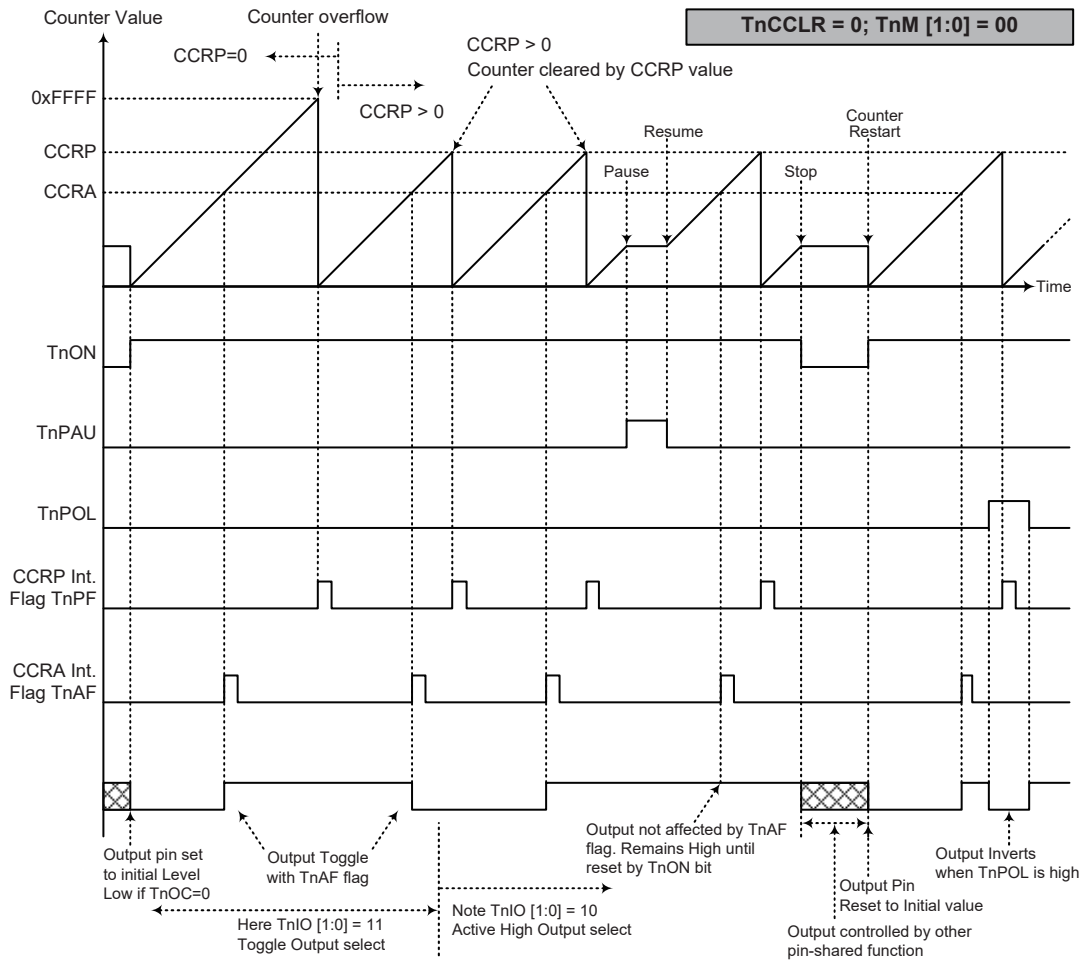 Counter Value
Counter overflow
TnCCLR = 0; TnM [1:0] = 00
CCRP=0
CCRP > 0
CCRP > 0
Counter cleared by CCRP value
0xFFFF
CCRP
CCRA
Pause
Resume
Stop
Counter
Restart
Time
TnON
TnPAU
TnPOL
CCRP Int.
Flag TnPF
CCRA Int.
Flag TnAF
Output pin set
to initial Level
Low if TnOC=0
Output Toggle
with TnAF flag
Output not affected by TnAF
flag. Remains High until
reset by TnON bit
Output Inverts
when TnPOL is high
Output Pin
Reset to Initial value
Here TnIO [1:0] = 11
Toggle Output select
Note TnIO [1:0] = 10
Active High Output select
Output controlled by other
pin-shared function